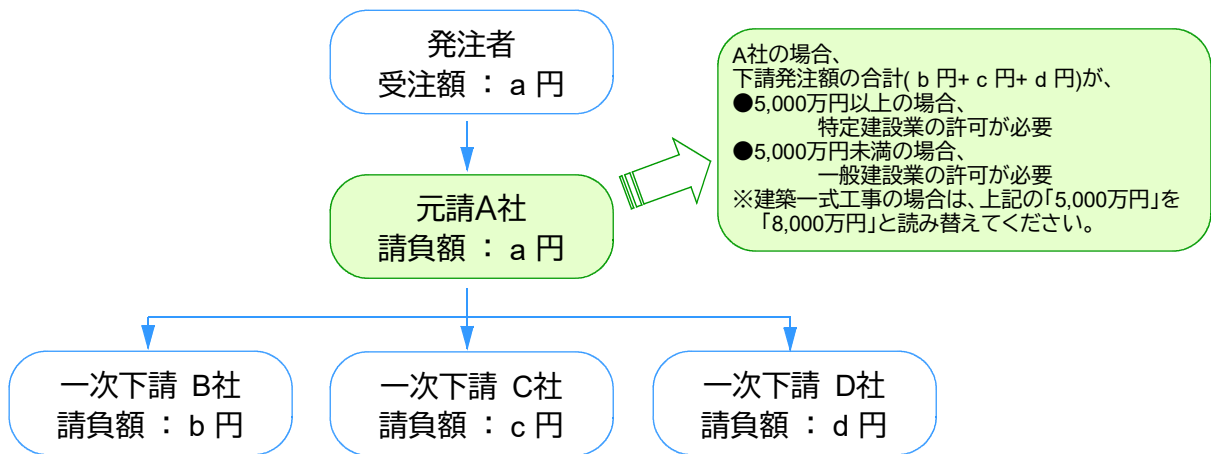 発注者
受注額 ： a 円
A社の場合、
下請発注額の合計( b 円+ c 円+ d 円)が、
●5,000万円以上の場合、
特定建設業の許可が必要
●5,000万円未満の場合、
一般建設業の許可が必要
※建築一式工事の場合は、上記の「5,000万円」を
「8,000万円」と読み替えてください。
元請A社
請負額 ： a 円
一次下請 B社
請負額 ： b 円
一次下請 C社
請負額 ： c 円
一次下請 D社
請負額 ： d 円